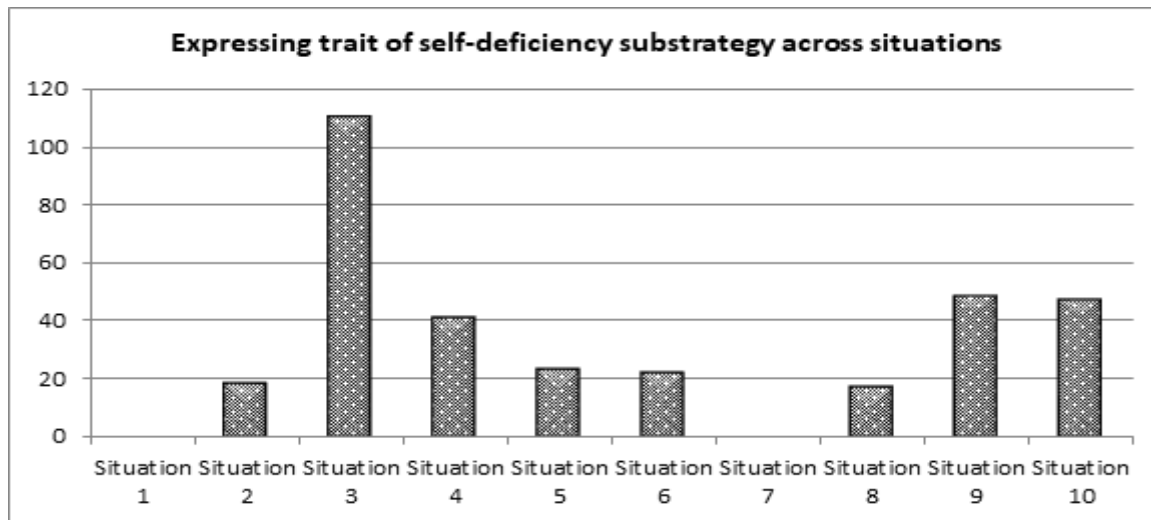 Expressing trait of self-deficiency substrategy across situations
120
100
80
60
40
20
0
Situation Situation Situation Situation Situation Situation Situation Situation Situation Situation
1 2 3 4 5 6 7 8 9 10